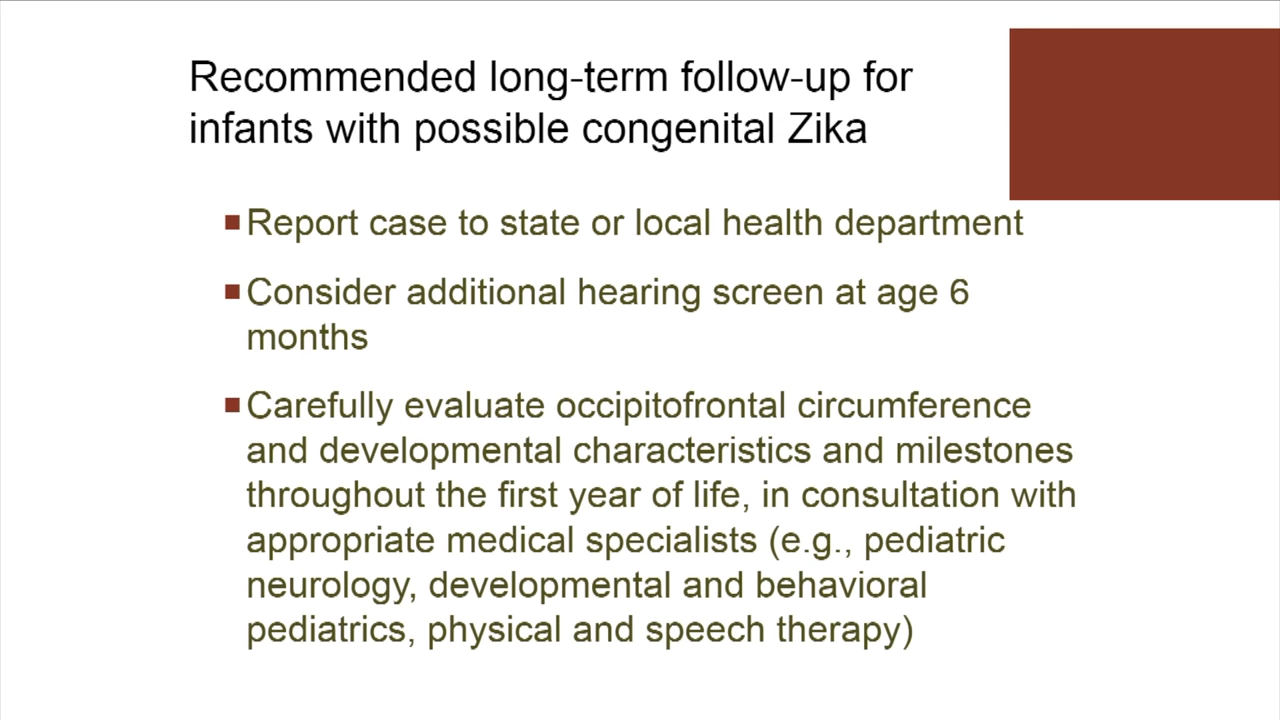 Recommended long-term follow-up for
infants with possible congenital Zika
Report case to state or local health department
Consider additional hearing screen at age 6
months
Carefully evaluate occipitofrontal circumference
and developmental characteristics and milestones
throughout the first year of life, in consultation with
appropriate medical specialists (e.g., pediatric
neurology, developmental and behavioral
pediatrics, physical and speech therapy)